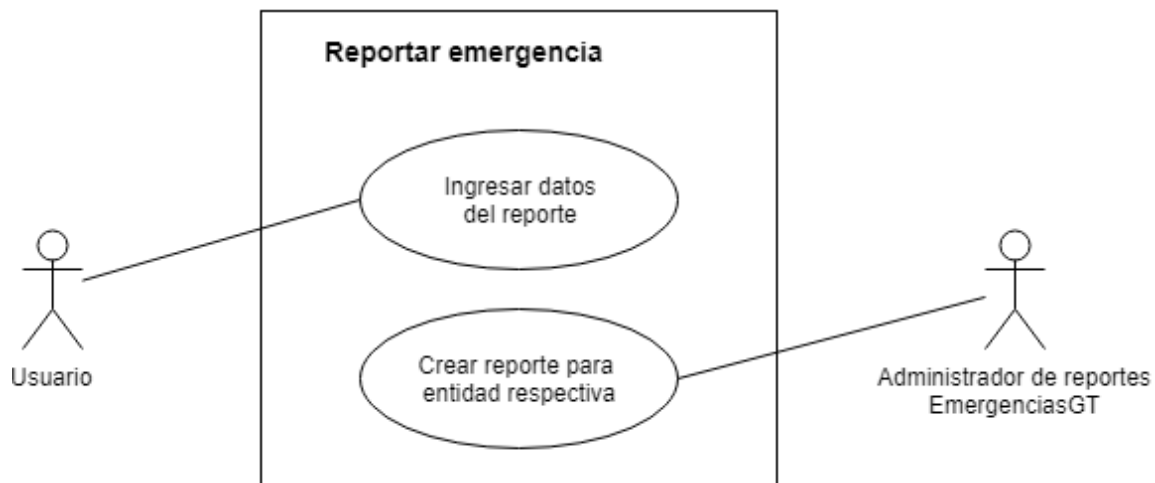 Reportar emergencia
Ingresar datos
del reporte
Usuario
Crear reporte para
entidad respectiva
Administrador de reportes
EmergenciasGT